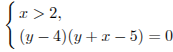 x > 2,
(y − 4)(y + x − 5) = 0